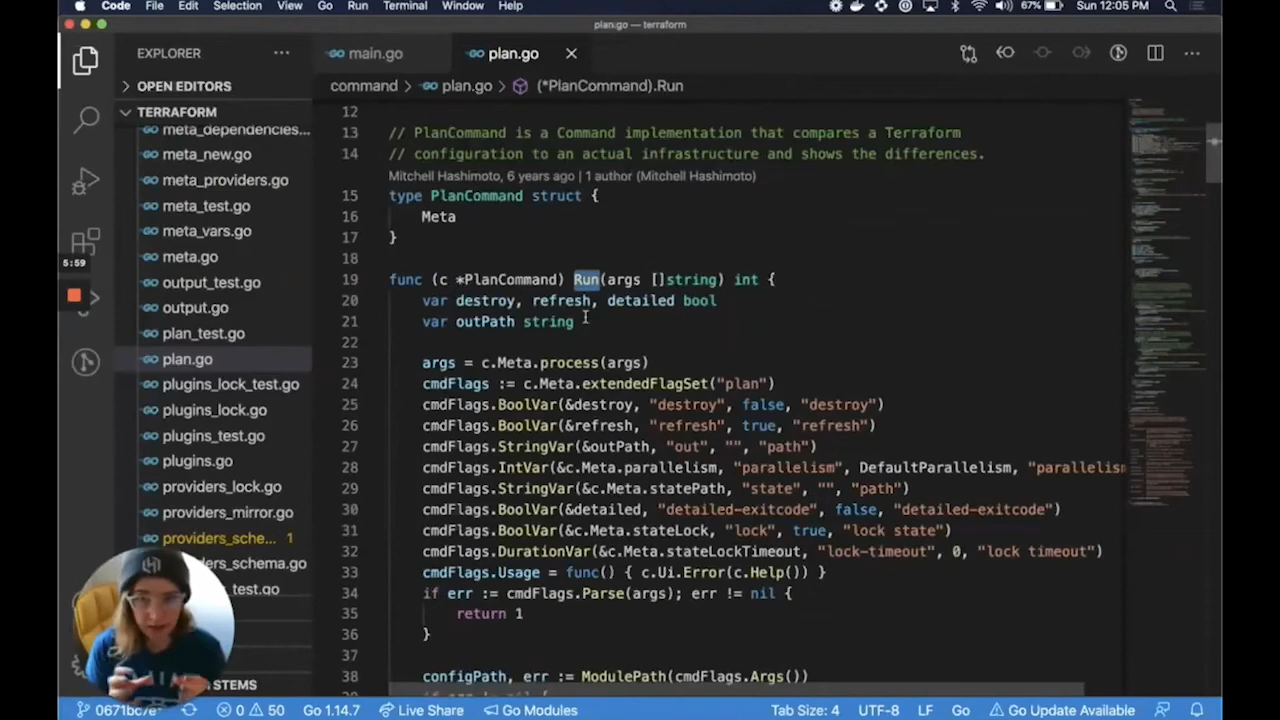 Code File Edit Selection View Go Run Terminal Window Help 67% Sun 12:05 PM
plan.go — terraform
EXPLORER
main.go plan.go
OPEN EDITORS
command > plan.go > (*PlanCommand).Run
TERRAFORM
meta_dependencies...
meta_new.go
meta_providers.go
meta_test.go
meta_vars.go
meta.go
output_test.go
output.go
plan_test.go
plan.go
plugins_lock_test.go
plugins_lock.go
plugins_test.go
plugins.go
providers_lock.go
providers_mirror.go
providers_sche... 1
providers_schema.go
_test.go
STEMS
5:59
12
13 // PlanCommand is a Command implementation that compares a Terraform
14 // configuration to an actual infrastructure and shows the differences.
Mitchell Hashimoto, 6 years ago | 1 author (Mitchell Hashimoto)
15 type PlanCommand struct {
16 Meta
17 }
18
19 func (c *PlanCommand) Run(args []string) int {
20 var destroy, refresh, detailed bool
21 var outPath string
22
23 args = c.Meta.process(args)
24 cmdFlags := c.Meta.extendedFlagSet("plan")
25 cmdFlags.BoolVar(&destroy, "destroy", false, "destroy")
26 cmdFlags.BoolVar(&refresh, "refresh", true, "refresh")
27 cmdFlags.StringVar(&outPath, "out", "", "path")
28 cmdFlags.IntVar(&c.Meta.parallelism, "parallelism", DefaultParallelism, "parallelism
29 cmdFlags.StringVar(&c.Meta.statePath, "state", "", "path")
30 cmdFlags.BoolVar(&detailed, "detailed-exitcode", false, "detailed-exitcode")
31 cmdFlags.BoolVar(&c.Meta.stateLock, "lock", true, "lock state")
32 cmdFlags.DurationVar(&c.Meta.stateLockTimeout, "lock-timeout", 0, "lock timeout")
33 cmdFlags.Usage = func() { c.Ui.Error(c.Help()) }
34 if err := cmdFlags.Parse(args); err != nil {
35 return 1
36 }
37
38 configPath, err := ModulePath(cmdFlags.Args())
0671bc7e* 0 50 Go 1.14.7 Live Share Go Modules Tab Size: 4 UTF-8 LF Go Go Update Available